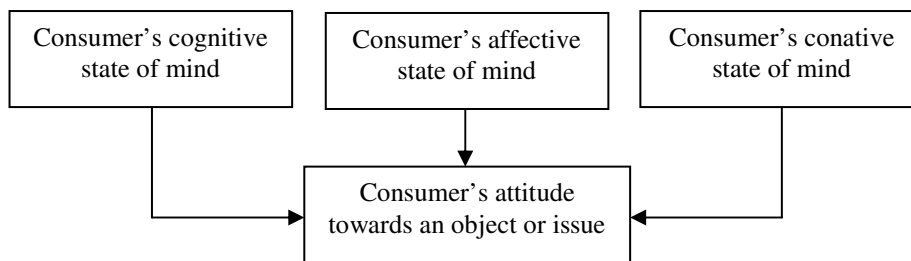 Consumer’s cognitive
state of mind
Consumer’s affective
state of mind
Consumer’s conative
state of mind
Consumer’s attitude
towards an object or issue